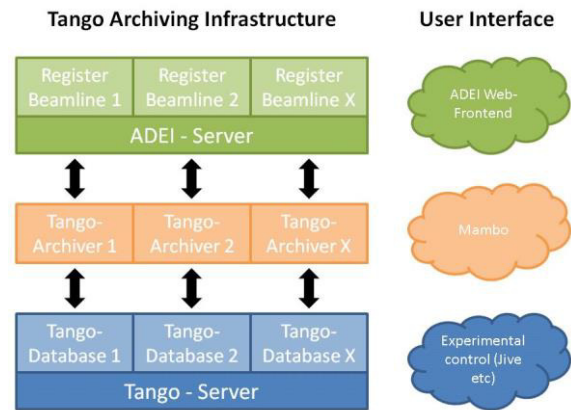 Tango Archiving Infrastructure
User Interface
Register
Beamline 1
Register
Beamline 2
Register
Beamline X
ADEI - Server
ADEI Web-
Frontend
Tango-
Archiver 1
Tango-
Archiver 2
Tango-
Archiver X
Mambo
Tango-
Database 1
Tango-
Database 2
Tango-
Database X
Tango - Server
Experimental
control (Jive
etc)